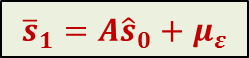 s̄₁ = Aŝ₀ + μ_ε